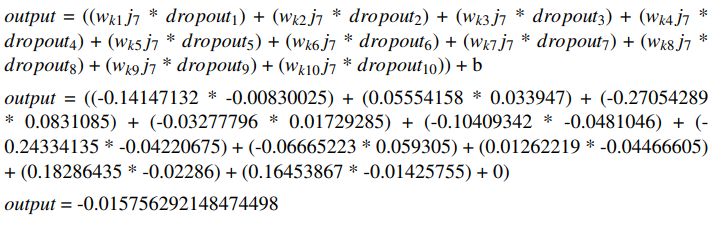 output = ((w_{k1}j_7 * dropout_1) + (w_{k2}j_7 * dropout_2) + (w_{k3}j_7 * dropout_3) + (w_{k4}j_7 *
dropout_4) + (w_{k5}j_7 * dropout_5) + (w_{k6}j_7 * dropout_6) + (w_{k7}j_7 * dropout_7) + (w_{k8}j_7 *
dropout_8) + (w_{k9}j_7 * dropout_9) + (w_{k10}j_7 * dropout_{10})) + b
output = ((-0.14147132 * -0.00830025) + (0.05554158 * 0.033947) + (-0.27054289
* 0.0831085) + (-0.03277796 * 0.01729285) + (-0.10409342 * -0.0481046) + (-
0.24334135 * -0.04220675) + (-0.06665223 * 0.059305) + (0.01262219 * -0.04466605)
+ (0.18286435 * -0.02286) + (0.16453867 * -0.01425755) + 0)
output = -0.015756292148474498